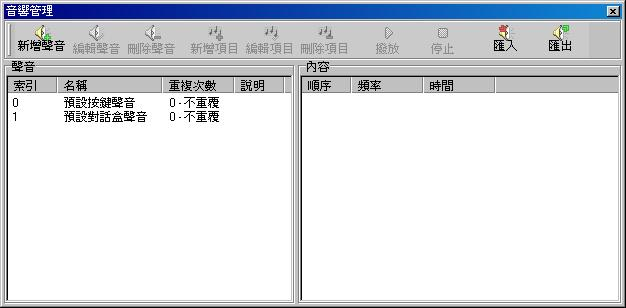 音響管理
新增聲音 編輯聲音 刪除聲音 新增項目 編輯項目 刪除項目 撥放 停止 匯入 匯出
聲音
索引 名稱 重複次數 說明
0 預設按鍵聲音 0-不重覆
1 預設對話盒聲音 0-不重覆
內容
順序 頻率 時間